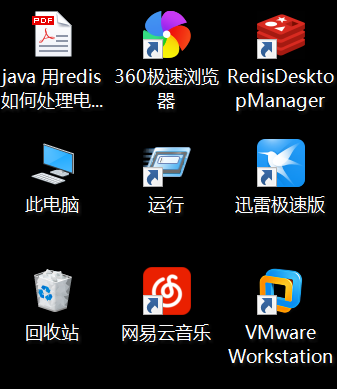 PDF
java 用redis
如何处理电...
360极速浏览
器
RedisDeskto
pManager
此电脑
运行
迅雷极速版
回收站
网易云音乐
VMware
Workstation